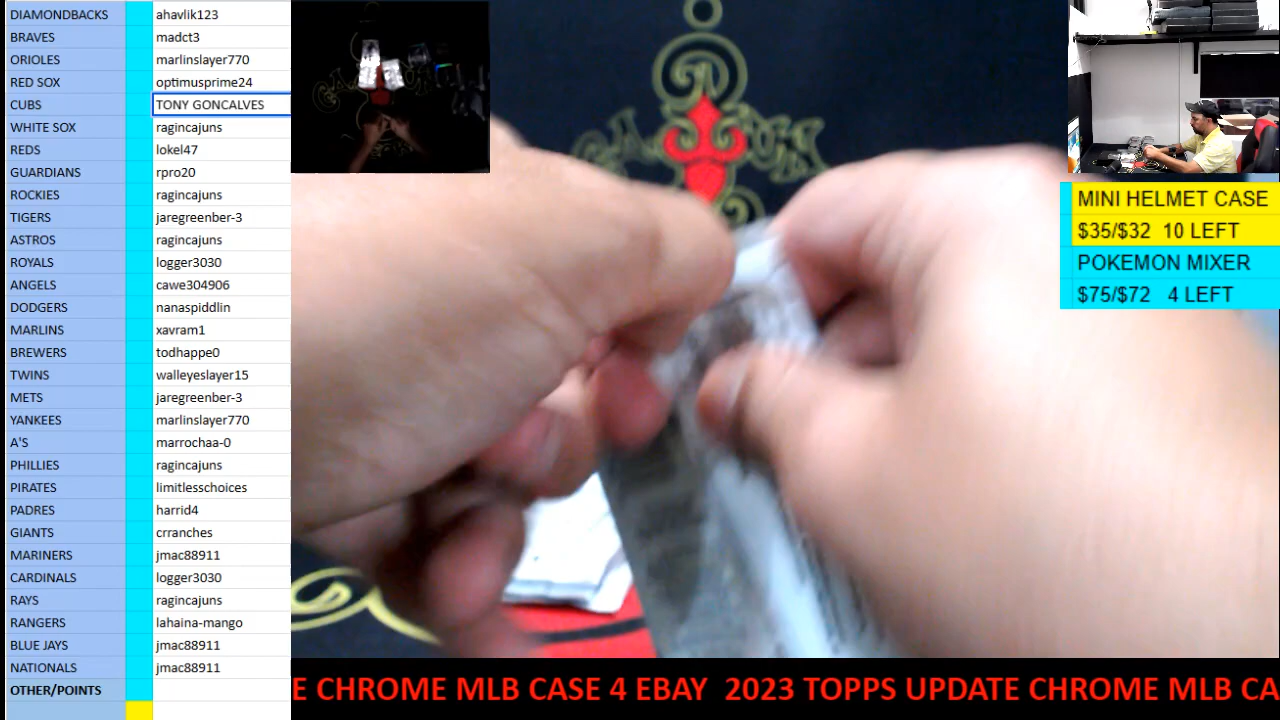 DIAMONDBACKS ahavlik123
BRAVES madct3
ORIOLES marlinslayer770
RED SOX optimusprime24
CUBS TONY GONCALVES
WHITE SOX ragincajuns
REDS lokel47
GUARDIANS rpro20
ROCKIES ragincajuns
TIGERS jaregreenber-3
ASTROS ragincajuns
ROYALS logger3030
ANGELS cawe304906
DODGERS nanaspiddlin
MARLINS xavram1
BREWERS todhappe0
TWINS walleyeslayer15
METS jaregreenber-3
YANKEES marlinslayer770
A'S marrochaa-0
PHILLIES ragincajuns
PIRATES limitlesschoices
PADRES harrid4
GIANTS crranches
MARINERS jmac88911
CARDINALS logger3030
RAYS ragincajuns
RANGERS lahaina-mango
BLUE JAYS jmac88911
NATIONALS jmac88911
OTHER/POINTS
MINI HELMET CASE
$35/$32 10 LEFT
POKEMON MIXER
$75/$72 4 LEFT
E CHROME MLB CASE 4 EBAY 2023 TOPPS UPDATE CHROME MLB CA